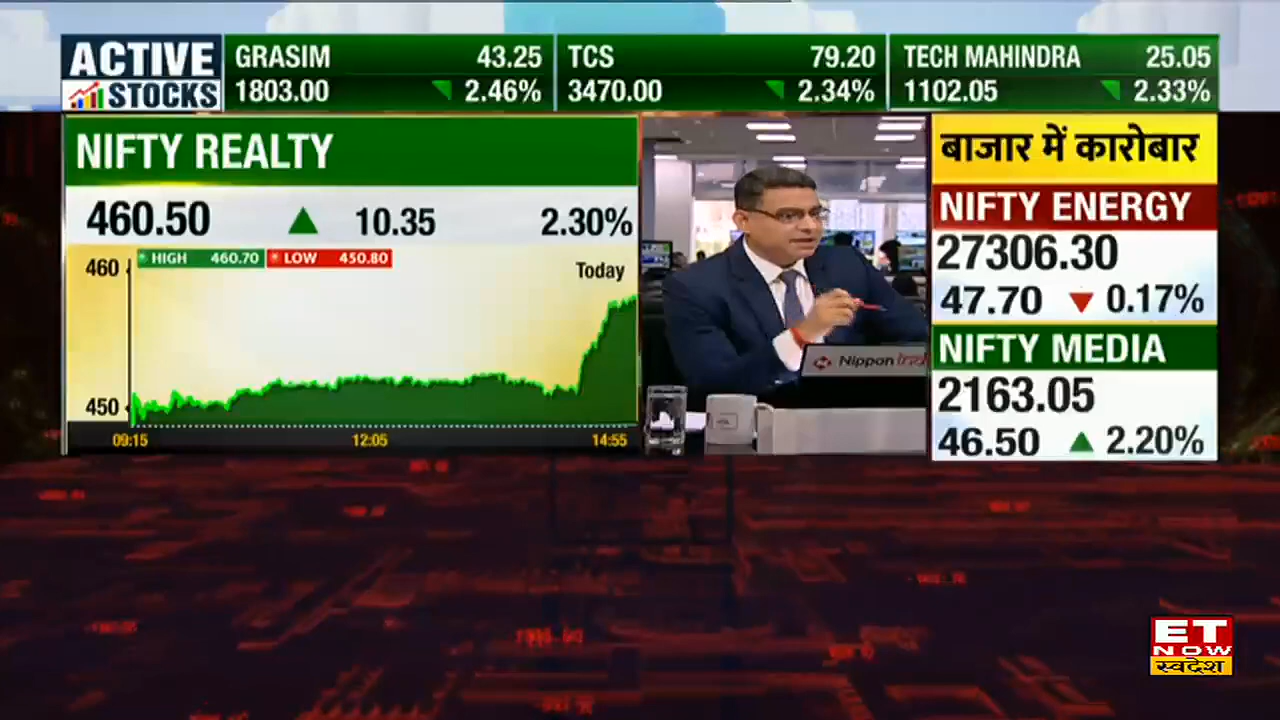 ACTIVE
STOCKS
GRASIM 43.25
1803.00 2.46%
TCS 79.20
3470.00 2.34%
TECH MAHINDRA 25.05
1102.05 2.33%
NIFTY REALTY
460.50 10.35 2.30%
HIGH 460.70 LOW 450.80
Today
460
450
09:15 12:05 14:55
Nippon
बाजार में कारोबार
NIFTY ENERGY
27306.30
47.70 0.17%
NIFTY MEDIA
2163.05
46.50 2.20%
ET
NOW
स्वदेश